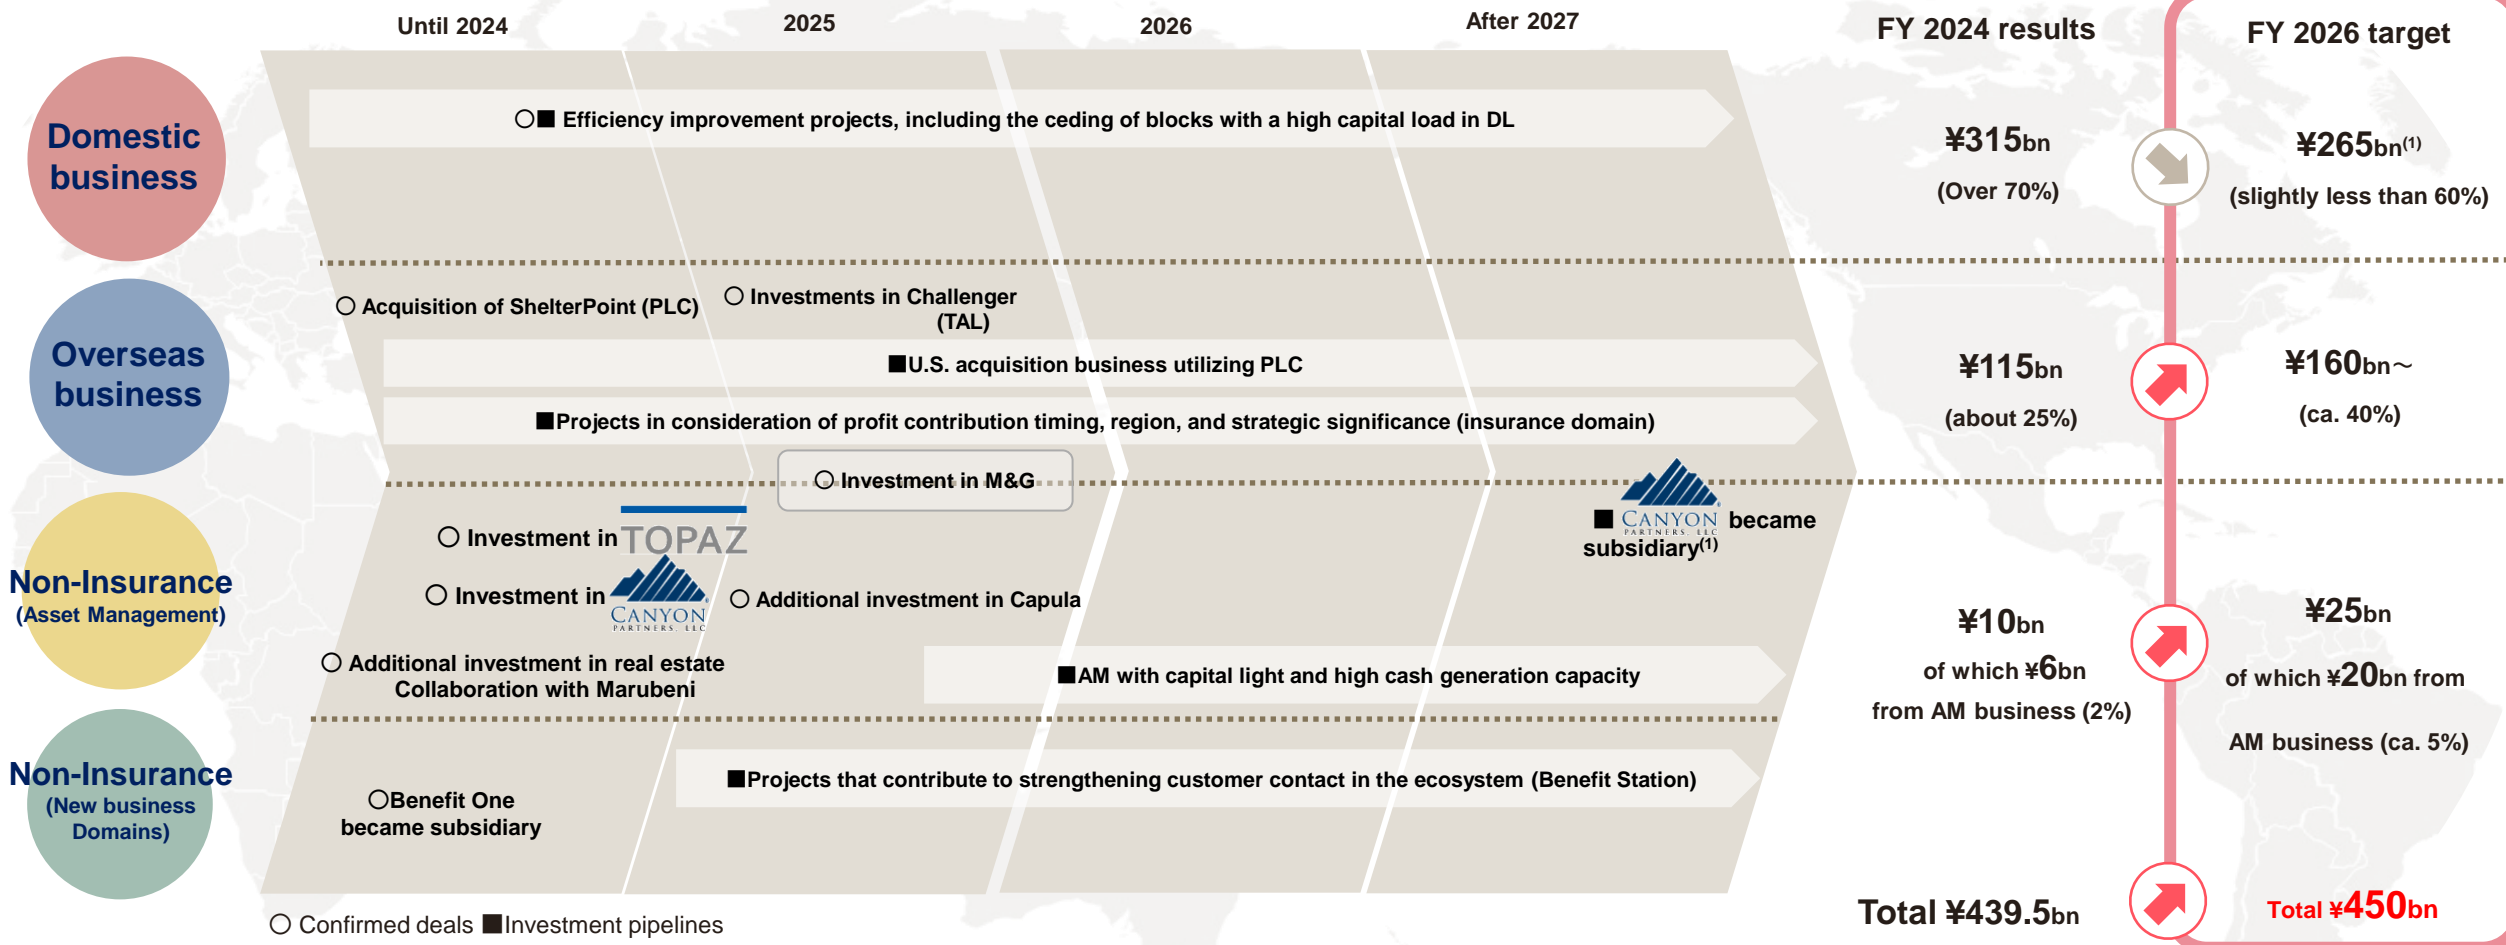 Until 2024
2025
2026
After 2027
FY 2024 results
FY 2026 target
Domestic
business
○■ Efficiency improvement projects, including the ceding of blocks with a high capital load in DL
¥315bn
(Over 70%)
¥265bn(1)
(slightly less than 60%)
Overseas
business
○ Acquisition of ShelterPoint (PLC)
○ Investments in Challenger
(TAL)
■U.S. acquisition business utilizing PLC
■Projects in consideration of profit contribution timing, region, and strategic significance (insurance domain)
¥115bn
(about 25%)
¥160bn～
(ca. 40%)
○ Investment in M&G
Non-Insurance
(Asset Management)
○ Investment in TOPAZ
○ Investment in CANYON
PARTNERS, LLC
○ Additional investment in Capula
■ CANYON became
PARTNERS, LLC
subsidiary(1)
○ Additional investment in real estate
Collaboration with Marubeni
■AM with capital light and high cash generation capacity
¥10bn
of which ¥6bn
from AM business (2%)
¥25bn
of which ¥20bn from
AM business (ca. 5%)
Non-Insurance
(New business
Domains)
○Benefit One
became subsidiary
■Projects that contribute to strengthening customer contact in the ecosystem (Benefit Station)
Total ¥439.5bn
Total ¥450bn
○ Confirmed deals ■Investment pipelines